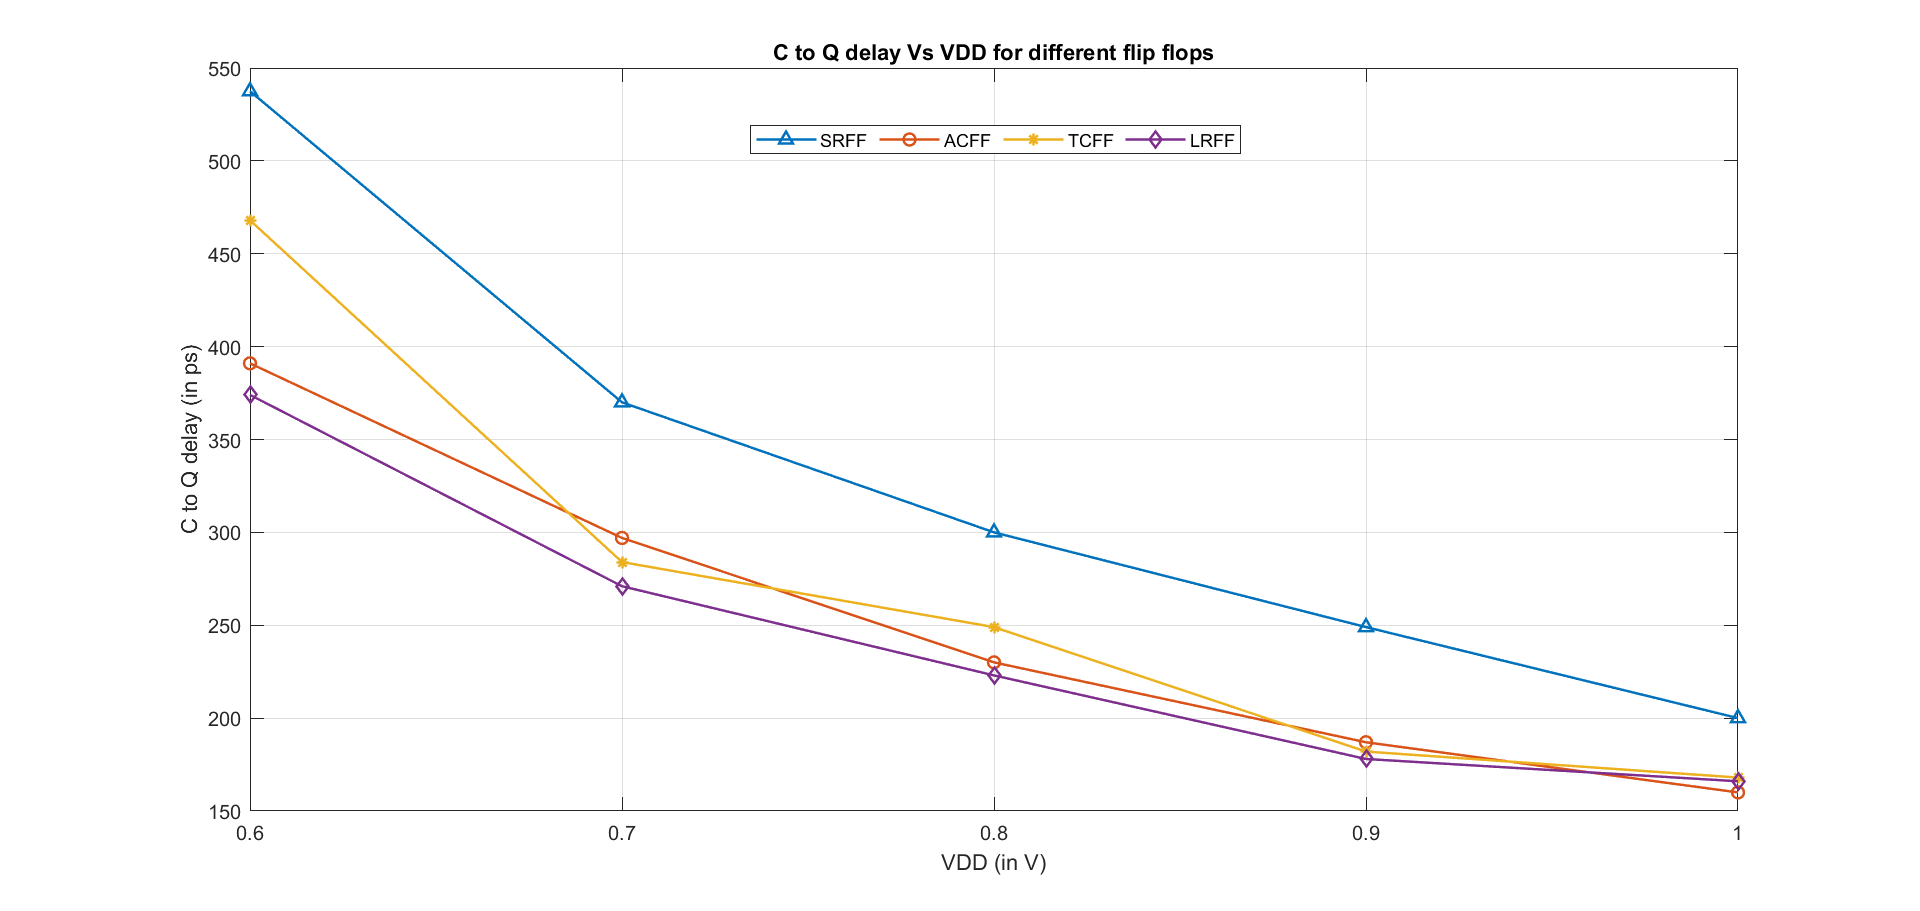 C to Q delay Vs VDD for different flip flops
SRFF ACFF TCFF LRFF
C to Q delay (in ps)
550
500
450
400
350
300
250
200
150
0.6 0.7 0.8 0.9 1
VDD (in V)